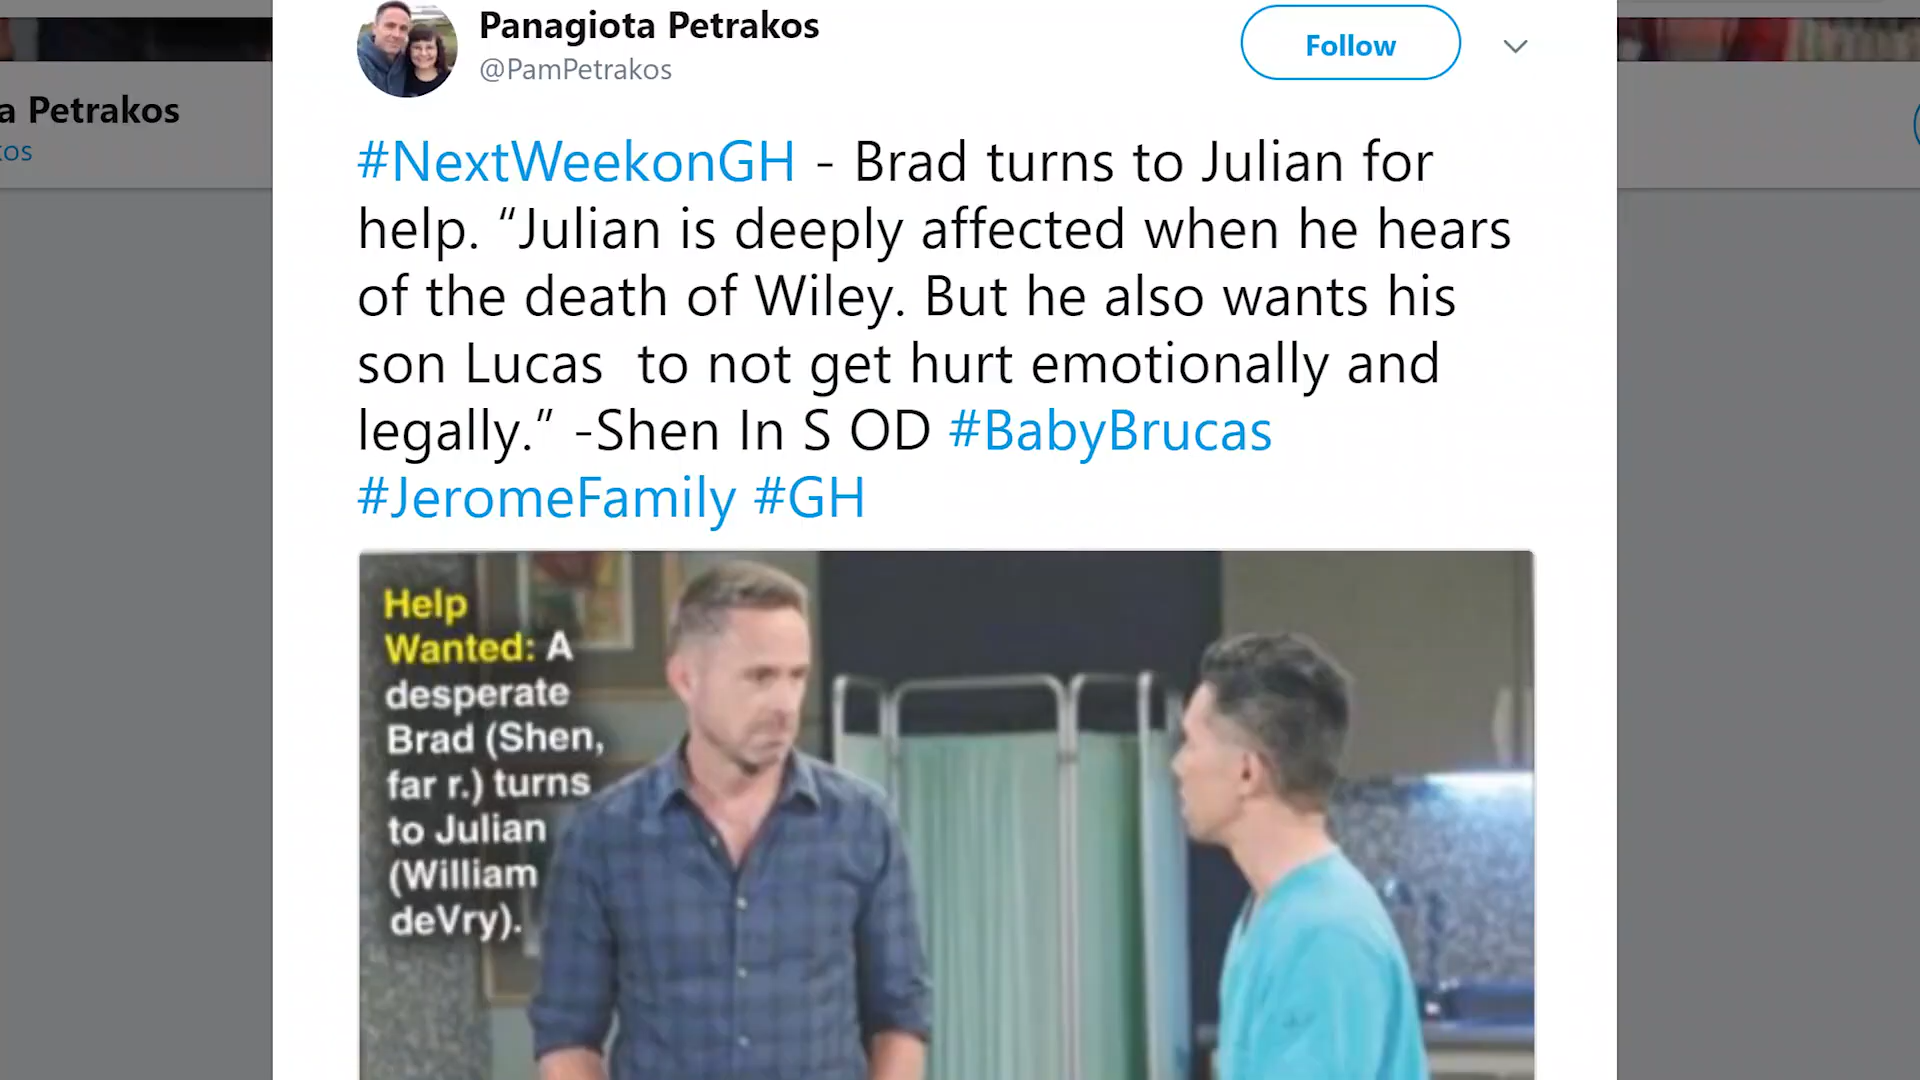 Panagiota Petrakos
@PamPetrakos
Follow
a Petrakos
kos
#NextWeekonGH - Brad turns to Julian for
help. “Julian is deeply affected when he hears
of the death of Wiley. But he also wants his
son Lucas  to not get hurt emotionally and
legally.” -Shen In S OD #BabyBrucas
#JeromeFamily #GH
Help
Wanted: A
desperate
Brad (Shen,
far r.) turns
to Julian
(William
deVry).